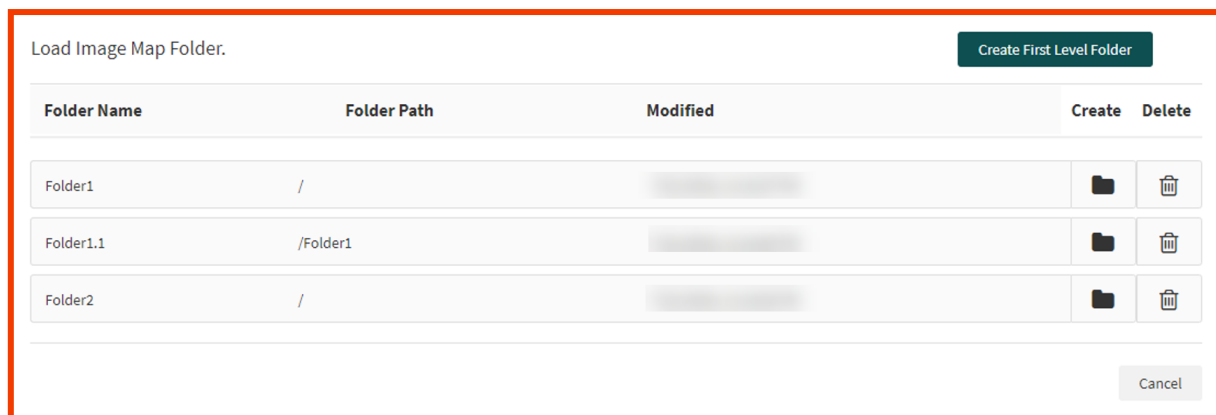 Load Image Map Folder.
Create First Level Folder
Folder Name Folder Path Modified Create Delete
Folder1 /
Folder1.1 /Folder1
Folder2 /
Cancel